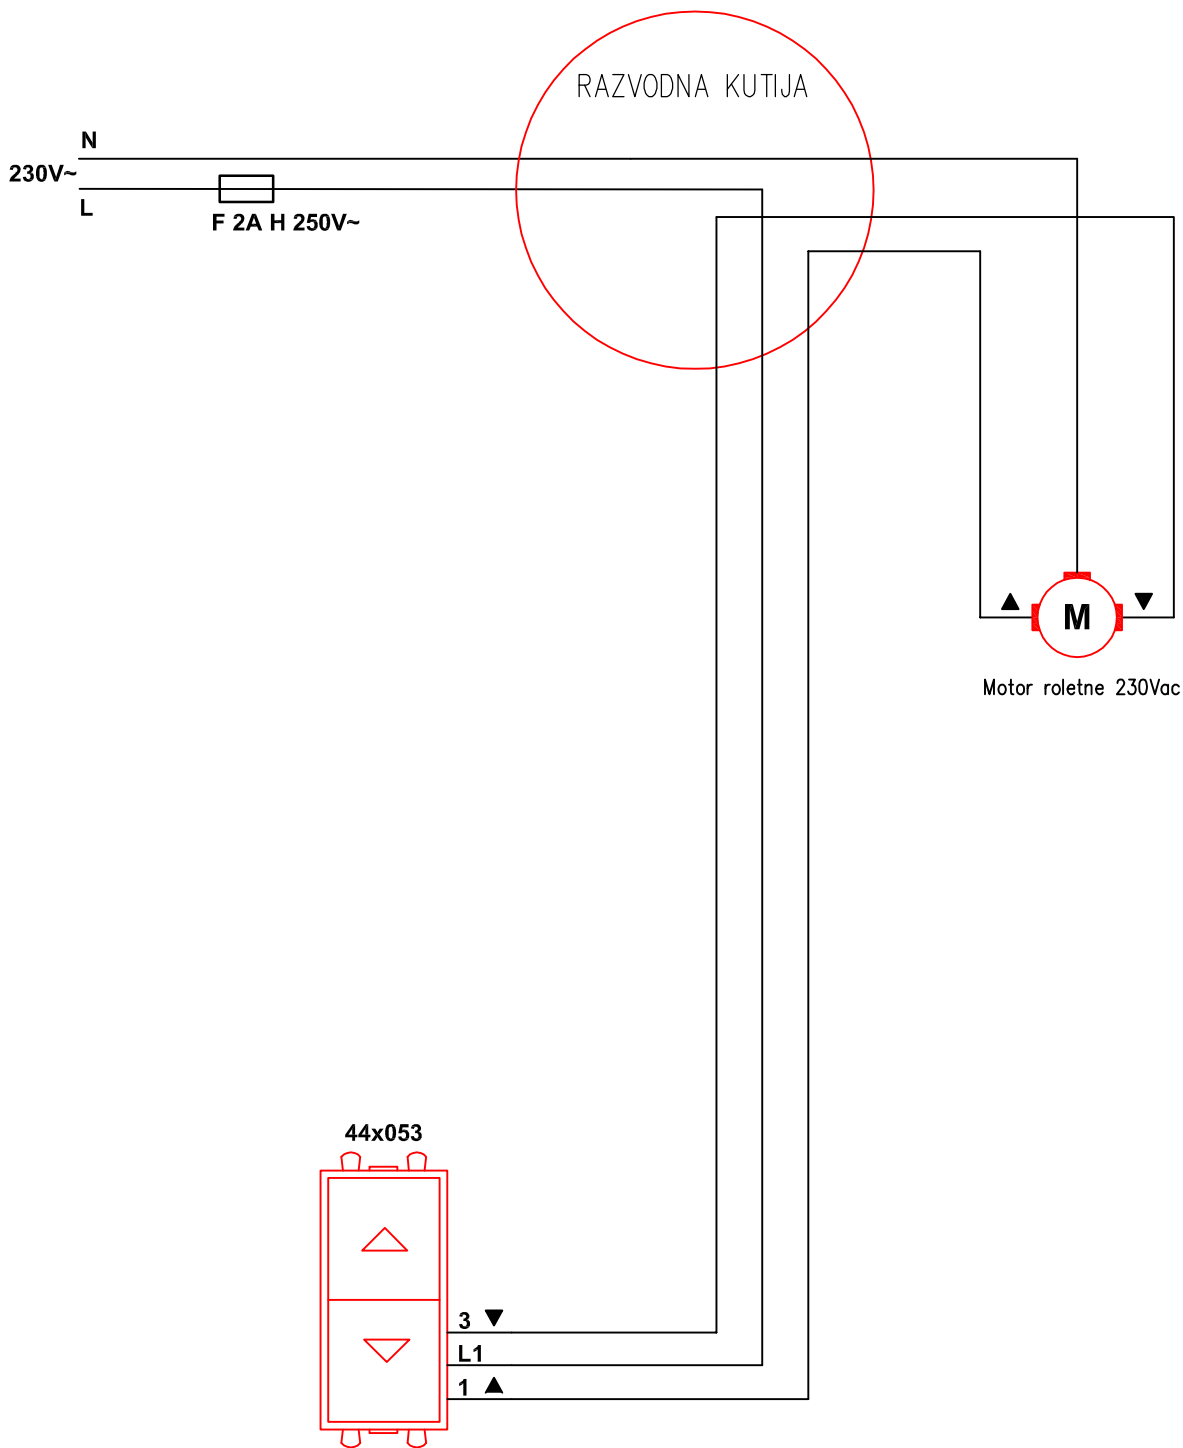 RAZVODNA KUTIJA
N
230V~
L
F 2A H 250V~
M
Motor roletne 230Vac
44x053
3
L1
1